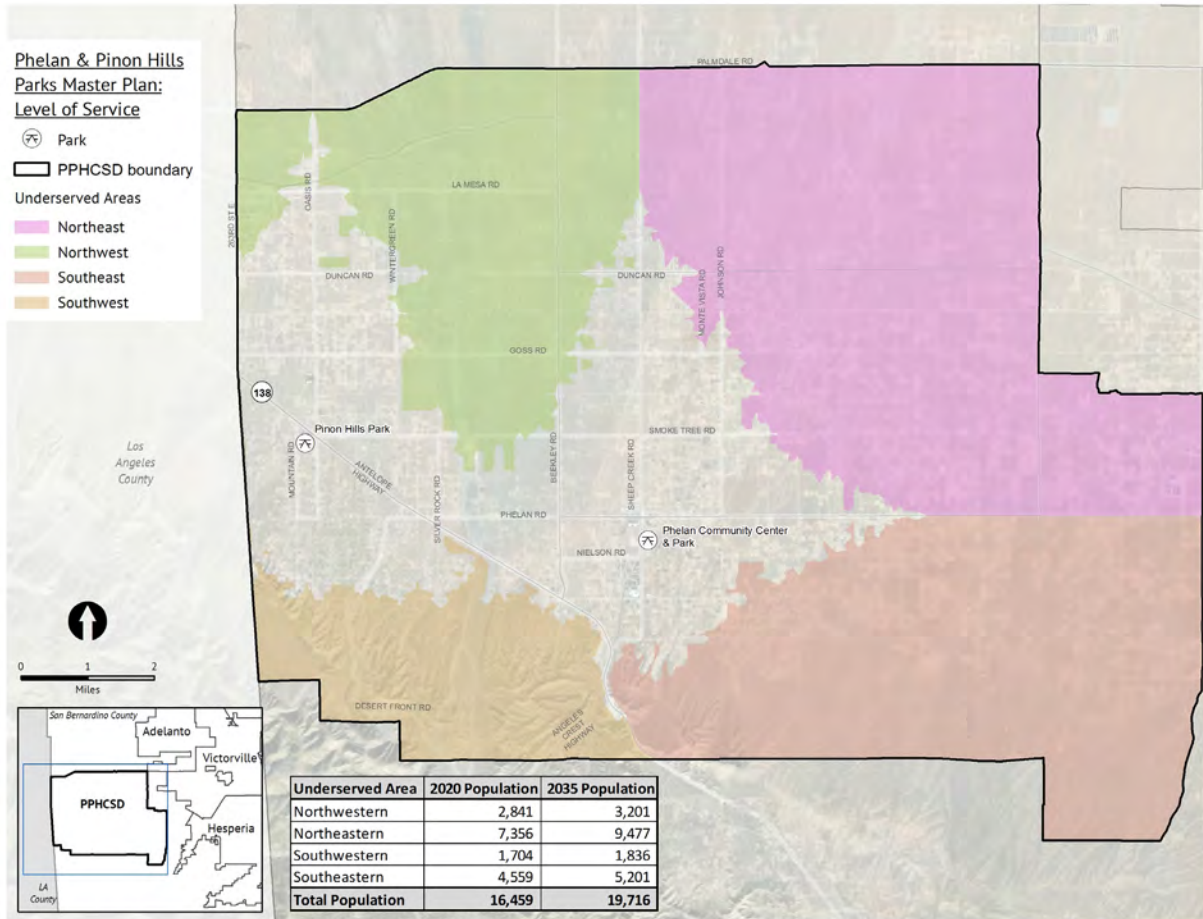 Phelan & Pinon Hills
Parks Master Plan:
Level of Service
Park
PPHCSD boundary
Underserved Areas
Northeast
Northwest
Southeast
Southwest
PALMDALE RD
263RD ST E
OASIS RD
LA MESA RD
WINTERGREEN RD
DUNCAN RD
DUNCAN RD
MONTE VISTA RD
JOHNSON RD
GOSS RD
138
Pinon Hills Park
SMOKE TREE RD
Los
Angeles
County
MOUNTAIN RD
ANTELOPE
HIGHWAY
SILVER ROCK RD
BEEKLEY RD
SHEEP CREEK RD
PHELAN RD
Phelan Community Center
& Park
NIELSON RD
0 1 2
Miles
DESERT FRONT RD
ANGELES
CREST
HIGHWAY
San Bernardino County
Adelanto
Victorville
PPHCSD
Hesperia
LA
County
Underserved Area 2020 Population 2035 Population
Northwestern 2,841 3,201
Northeastern 7,356 9,477
Southwestern 1,704 1,836
Southeastern 4,559 5,201
Total Population 16,459 19,716